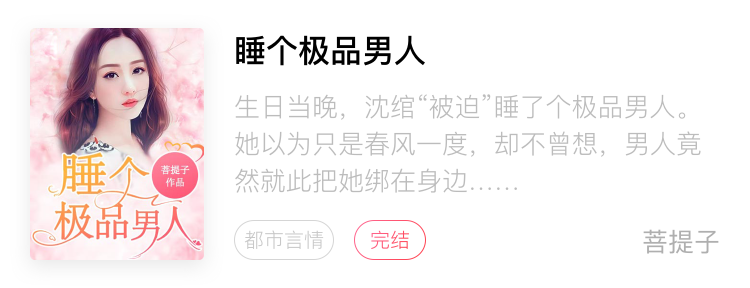 睡个极品男人
生日当晚，沈绾“被迫”睡了个极品男人。
她以为只是春风一度，却不曾想，男人竟
然就此把她绑在身边……
都市言情
完结
菩提子
睡个
菩提子
作品
极品男人